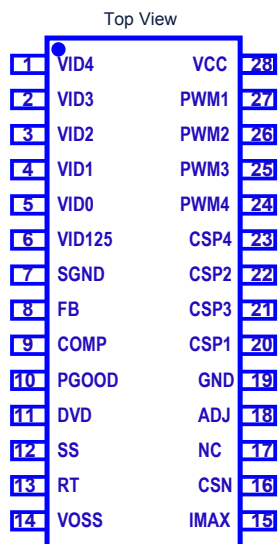 Top View
1 VID4 VCC 28
2 VID3 PWM1 27
3 VID2 PWM2 26
4 VID1 PWM3 25
5 VID0 PWM4 24
6 VID125 CSP4 23
7 SGND CSP2 22
8 FB CSP3 21
9 COMP CSP1 20
10 PGOOD GND 19
11 DVD ADJ 18
12 SS NC 17
13 RT CSN 16
14 VOSS IMAX 15